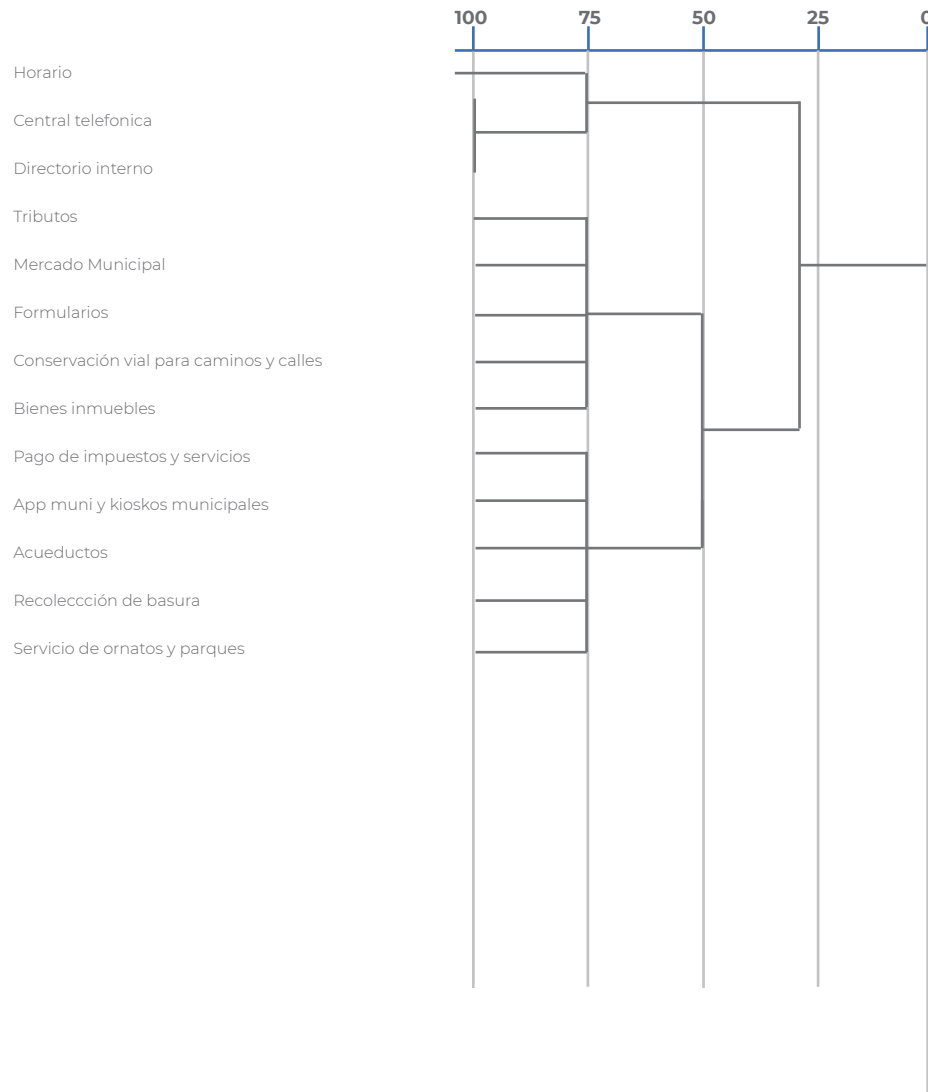 100 75 50 25 0
Horario
Central telefonica
Directorio interno
Tributos
Mercado Municipal
Formularios
Conservación vial para caminos y calles
Bienes inmuebles
Pago de impuestos y servicios
App muni y kioskos municipales
Acueductos
Recoleccción de basura
Servicio de ornatos y parques